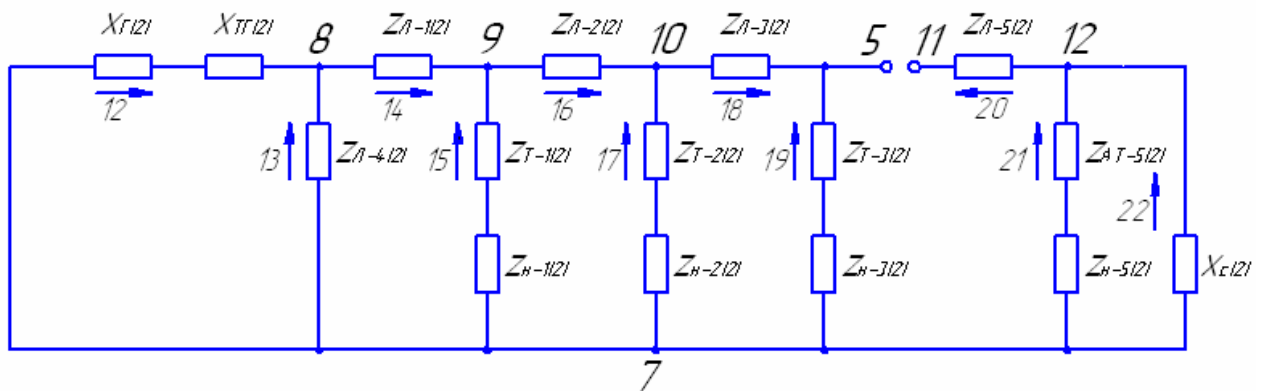 XГ(2) XТГ(2) 8 ZЛ-1(2) 9 ZЛ-2(2) 10 ZЛ-3(2) 5 11 ZЛ-5(2) 12
12 14 16 18 20
13 ZЛ-4(2) 15 ZТ-1(2) 17 ZТ-2(2) 19 ZТ-3(2) 21 ZАТ-5(2)
22
Zн-1(2) Zн-2(2) Zн-3(2) Zн-5(2) Xс(2)
7